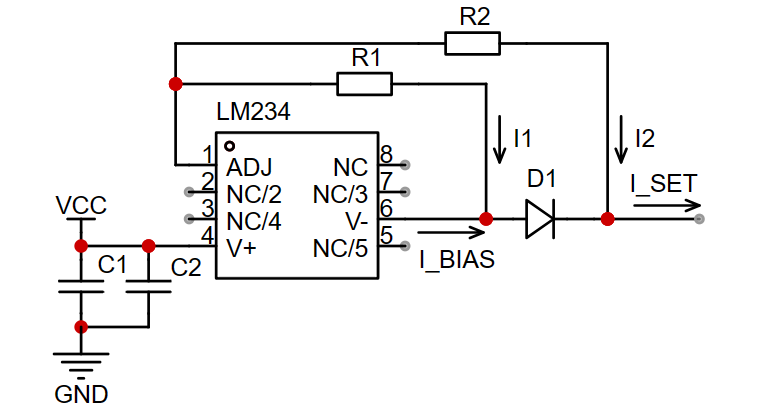 R2
R1
LM234
I1
I2
1
ADJ
NC
8
2
NC/2
NC/3
7
D1
I_SET
VCC
3
NC/4
V-
6
4
V+
NC/5
5
I_BIAS
C1
C2
GND